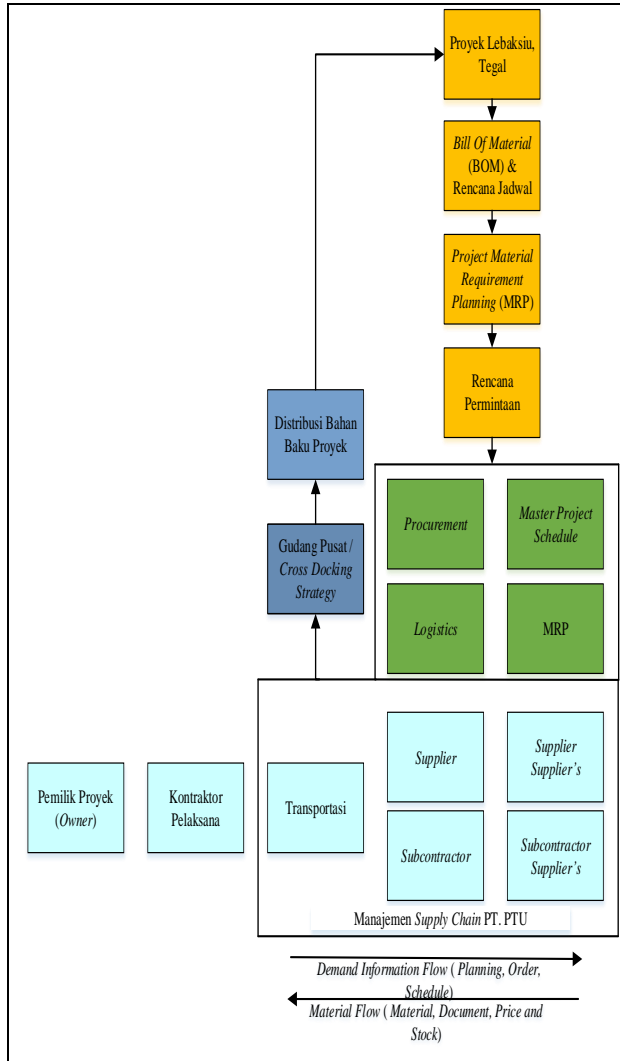 Proyek Lebaksiu,
Tegal
Bill Of Material
(BOM) &
Rencana Jadwal
Project Material
Requirement
Planning (MRP)
Rencana
Permintaan
Distribusi Bahan
Baku Proyek
Procurement
Master Project
Schedule
Gudang Pusat /
Cross Docking
Strategy
Logistics
MRP
Pemilik Proyek
(Owner)
Kontraktor
Pelaksana
Transportasi
Supplier
Supplier
Supplier's
Subcontractor
Subcontractor
Supplier's
Manajemen Supply Chain PT. PTU
Demand Information Flow ( Planning, Order,
Schedule)
Material Flow ( Material, Document, Price and
Stock)